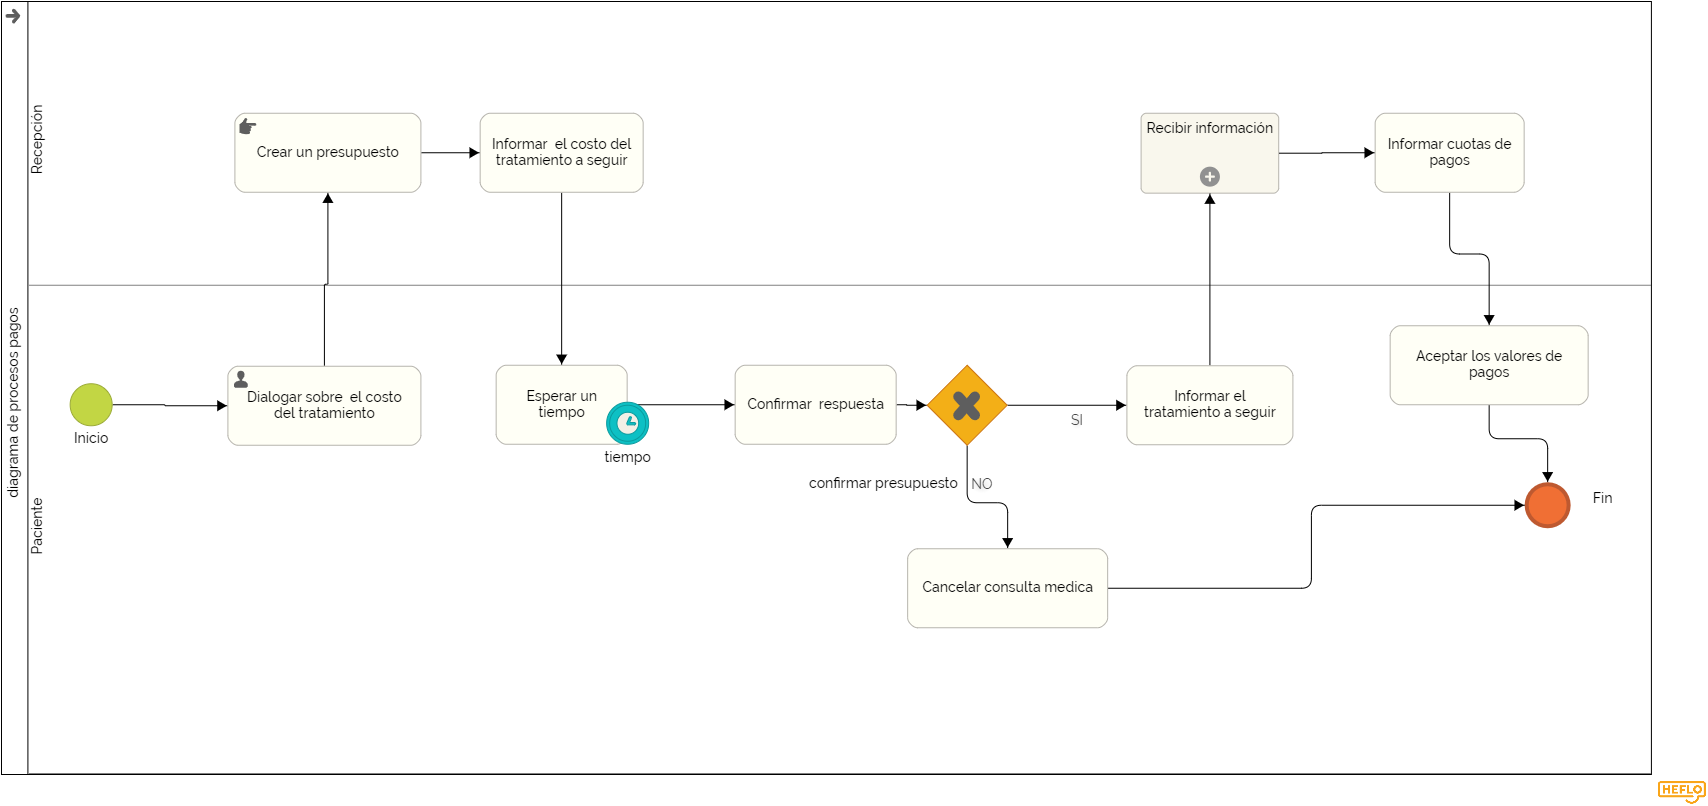 diagrama de procesos pagos
Recepción
Crear un presupuesto
Informar el costo del
tratamiento a seguir
Recibir información
Informar cuotas de
pagos
Paciente
Inicio
Dialogar sobre el costo
del tratamiento
Esperar un
tiempo
tiempo
Confirmar respuesta
confirmar presupuesto
SI
NO
Informar el
tratamiento a seguir
Cancelar consulta medica
Aceptar los valores de
pagos
Fin
HEFLO